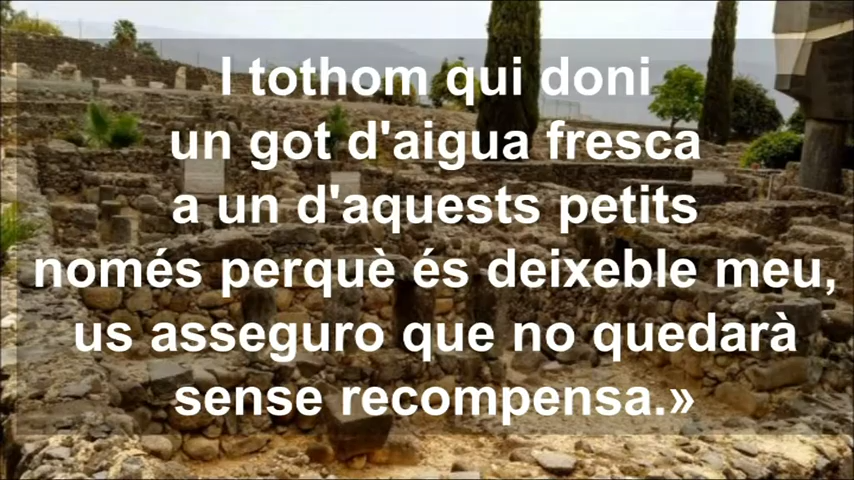 I tothom qui doni
un got d'aigua fresca
a un d'aquests petits
només perquè és deixeble meu,
us asseguro que no quedarà
sense recompensa.»